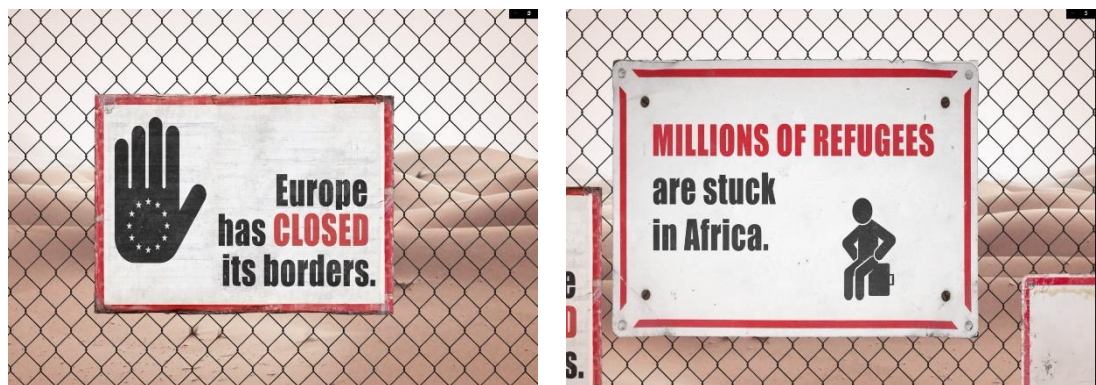 Europe
has CLOSED
its borders.
MILLIONS OF REFUGEES
are stuck
in Africa.
e
D
s.